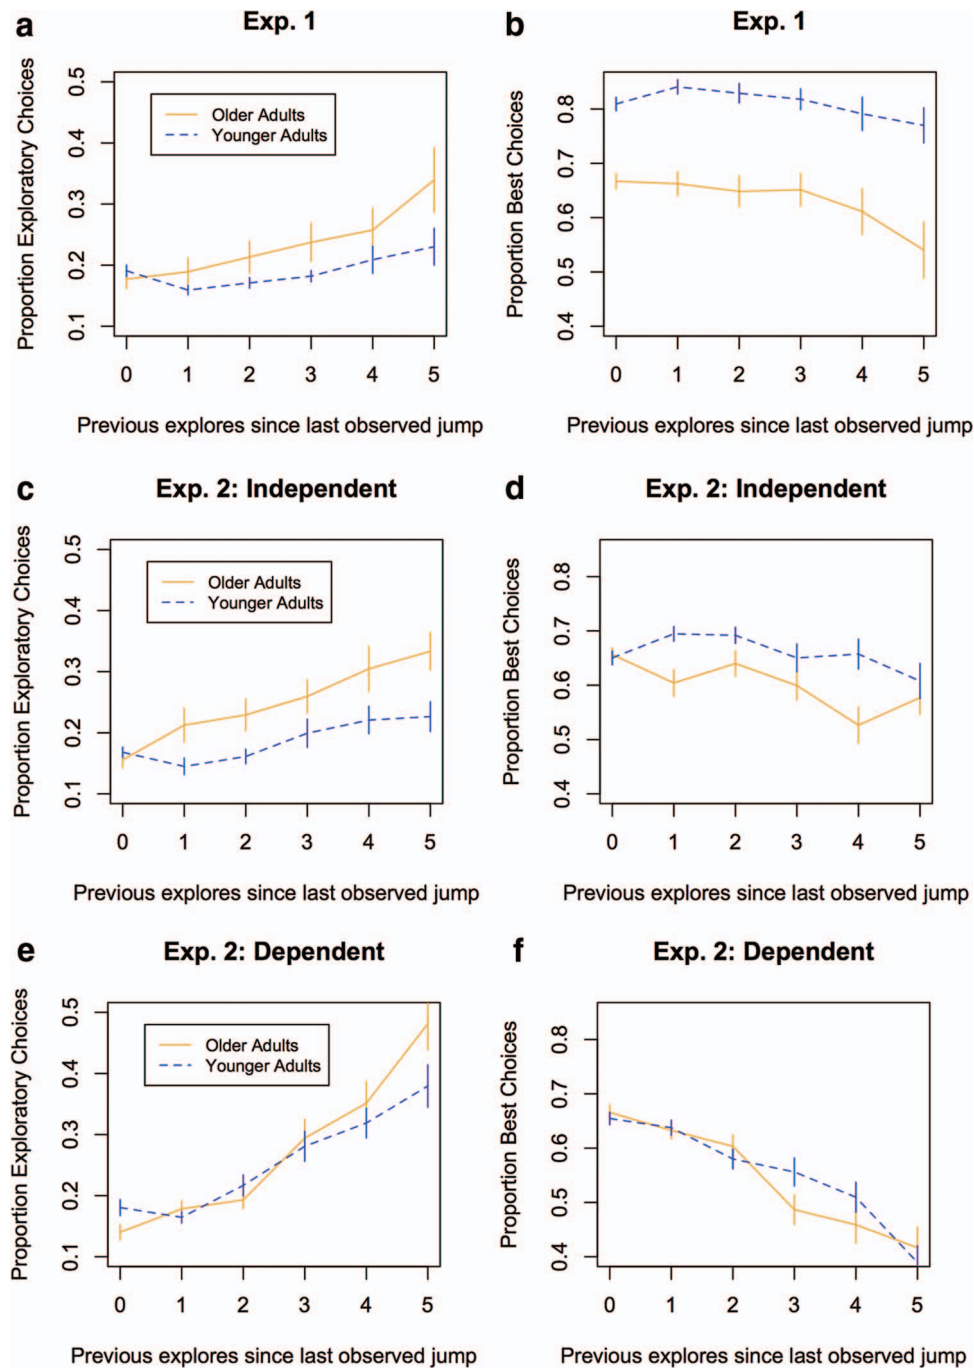 a Exp. 1
Proportion Exploratory Choices
0.5
0.4
0.3
0.2
0.1
Older Adults
Younger Adults
0 1 2 3 4 5
Previous explores since last observed jump
b Exp. 1
Proportion Best Choices
0.8
0.7
0.6
0.5
0.4
0 1 2 3 4 5
Previous explores since last observed jump
c Exp. 2: Independent
Proportion Exploratory Choices
0.5
0.4
0.3
0.2
0.1
Older Adults
Younger Adults
0 1 2 3 4 5
Previous explores since last observed jump
d Exp. 2: Independent
Proportion Best Choices
0.8
0.7
0.6
0.5
0.4
0 1 2 3 4 5
Previous explores since last observed jump
e Exp. 2: Dependent
Proportion Exploratory Choices
0.5
0.4
0.3
0.2
0.1
Older Adults
Younger Adults
0 1 2 3 4 5
Previous explores since last observed jump
f Exp. 2: Dependent
Proportion Best Choices
0.8
0.7
0.6
0.5
0.4
0 1 2 3 4 5
Previous explores since last observed jump